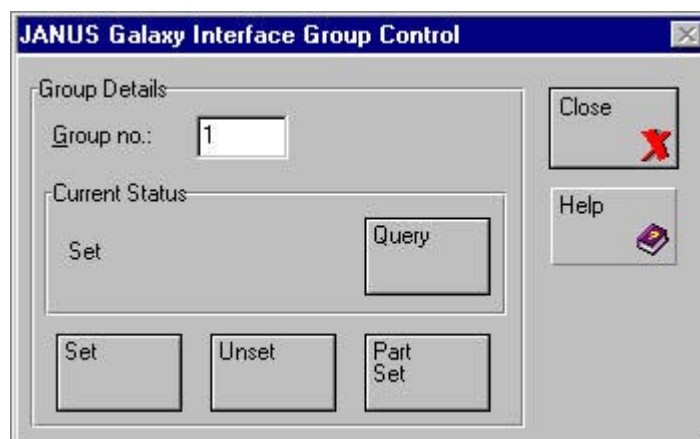 JANUS Galaxy Interface Group Control
Group Details
Group no.: 1
Close
Current Status
Set
Query
Help
Set
Unset
Part
Set